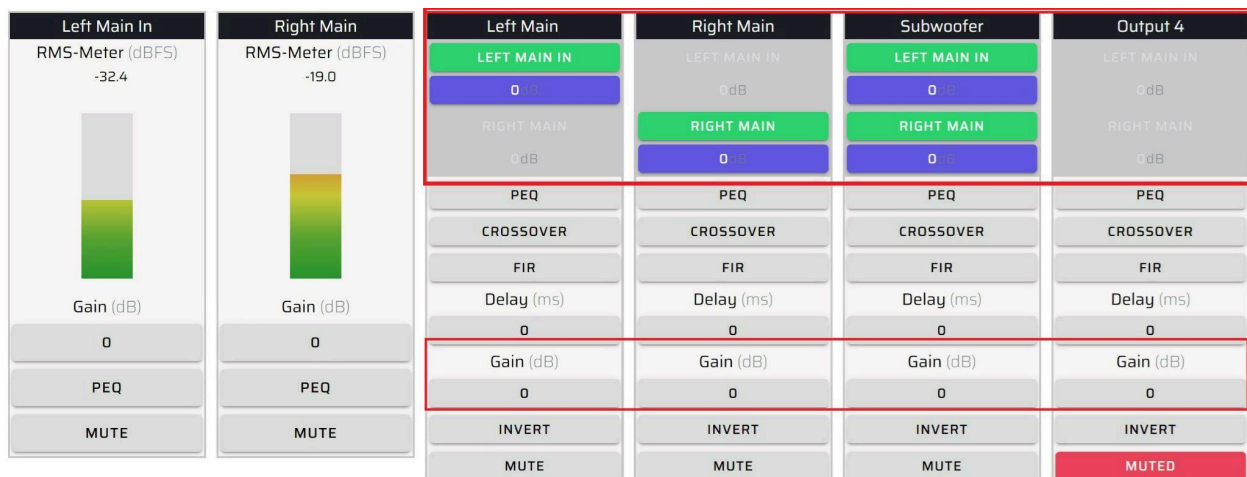 Left Main In
RMS-Meter (dBFS)
-32.4
Gain (dB)
0
PEQ
MUTE
Right Main
RMS-Meter (dBFS)
-19.0
Gain (dB)
0
PEQ
MUTE
Left Main
LEFT MAIN IN
0dB
RIGHT MAIN
0dB
PEQ
CROSSOVER
FIR
Delay (ms)
0
Gain (dB)
0
INVERT
MUTE
Right Main
LEFT MAIN IN
0dB
RIGHT MAIN
0dB
PEQ
CROSSOVER
FIR
Delay (ms)
0
Gain (dB)
0
INVERT
MUTE
Subwoofer
LEFT MAIN IN
0dB
RIGHT MAIN
0dB
PEQ
CROSSOVER
FIR
Delay (ms)
0
Gain (dB)
0
INVERT
MUTE
Output 4
LEFT MAIN IN
0dB
RIGHT MAIN
0dB
PEQ
CROSSOVER
FIR
Delay (ms)
0
Gain (dB)
0
INVERT
MUTED